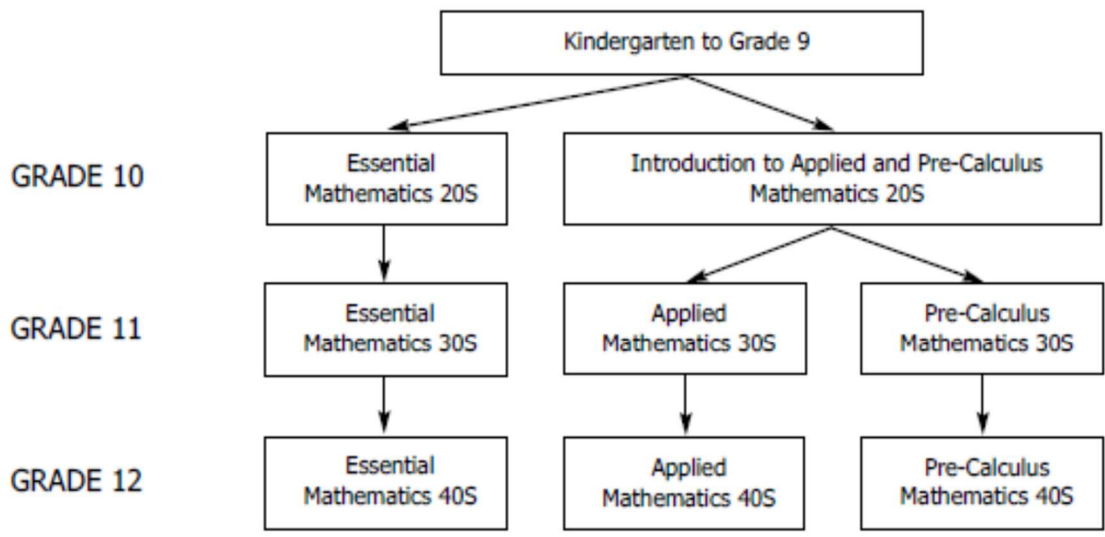 Kindergarten to Grade 9
GRADE 10
Essential
Mathematics 20S
Introduction to Applied and Pre-Calculus
Mathematics 20S
GRADE 11
Essential
Mathematics 30S
Applied
Mathematics 30S
Pre-Calculus
Mathematics 30S
GRADE 12
Essential
Mathematics 40S
Applied
Mathematics 40S
Pre-Calculus
Mathematics 40S